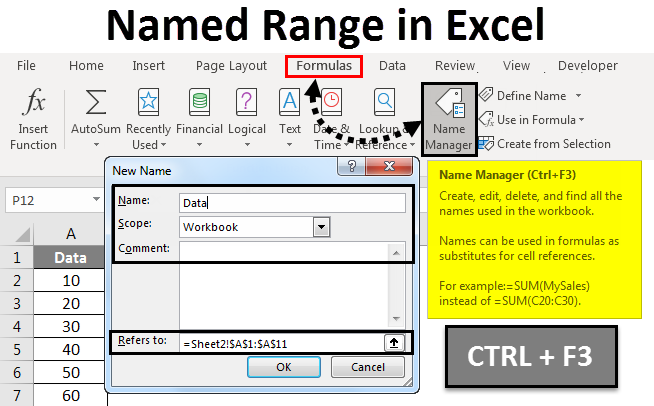 Named Range in Excel
File Home Insert Page Layout Formulas Data Review View Developer
fx
Insert Function
AutoSum
Recently Used
Financial
Logical
A
Text
Date & Time
Lookup & Reference
Name Manager
Define Name
fx Use in Formula
Create from Selection
P12
A
1 Data
2 10
3 20
4 30
5 40
6 50
7 60
New Name
?
Name: Data
Scope: Workbook
Comment:
Refers to: =Sheet2!$A$1:$A$11
OK Cancel
Name Manager (Ctrl+F3)
Create, edit, delete, and find all the
names used in the workbook.
Names can be used in formulas as
substitutes for cell references.
For example:=SUM(MySales)
instead of =SUM(C20:C30).
CTRL + F3